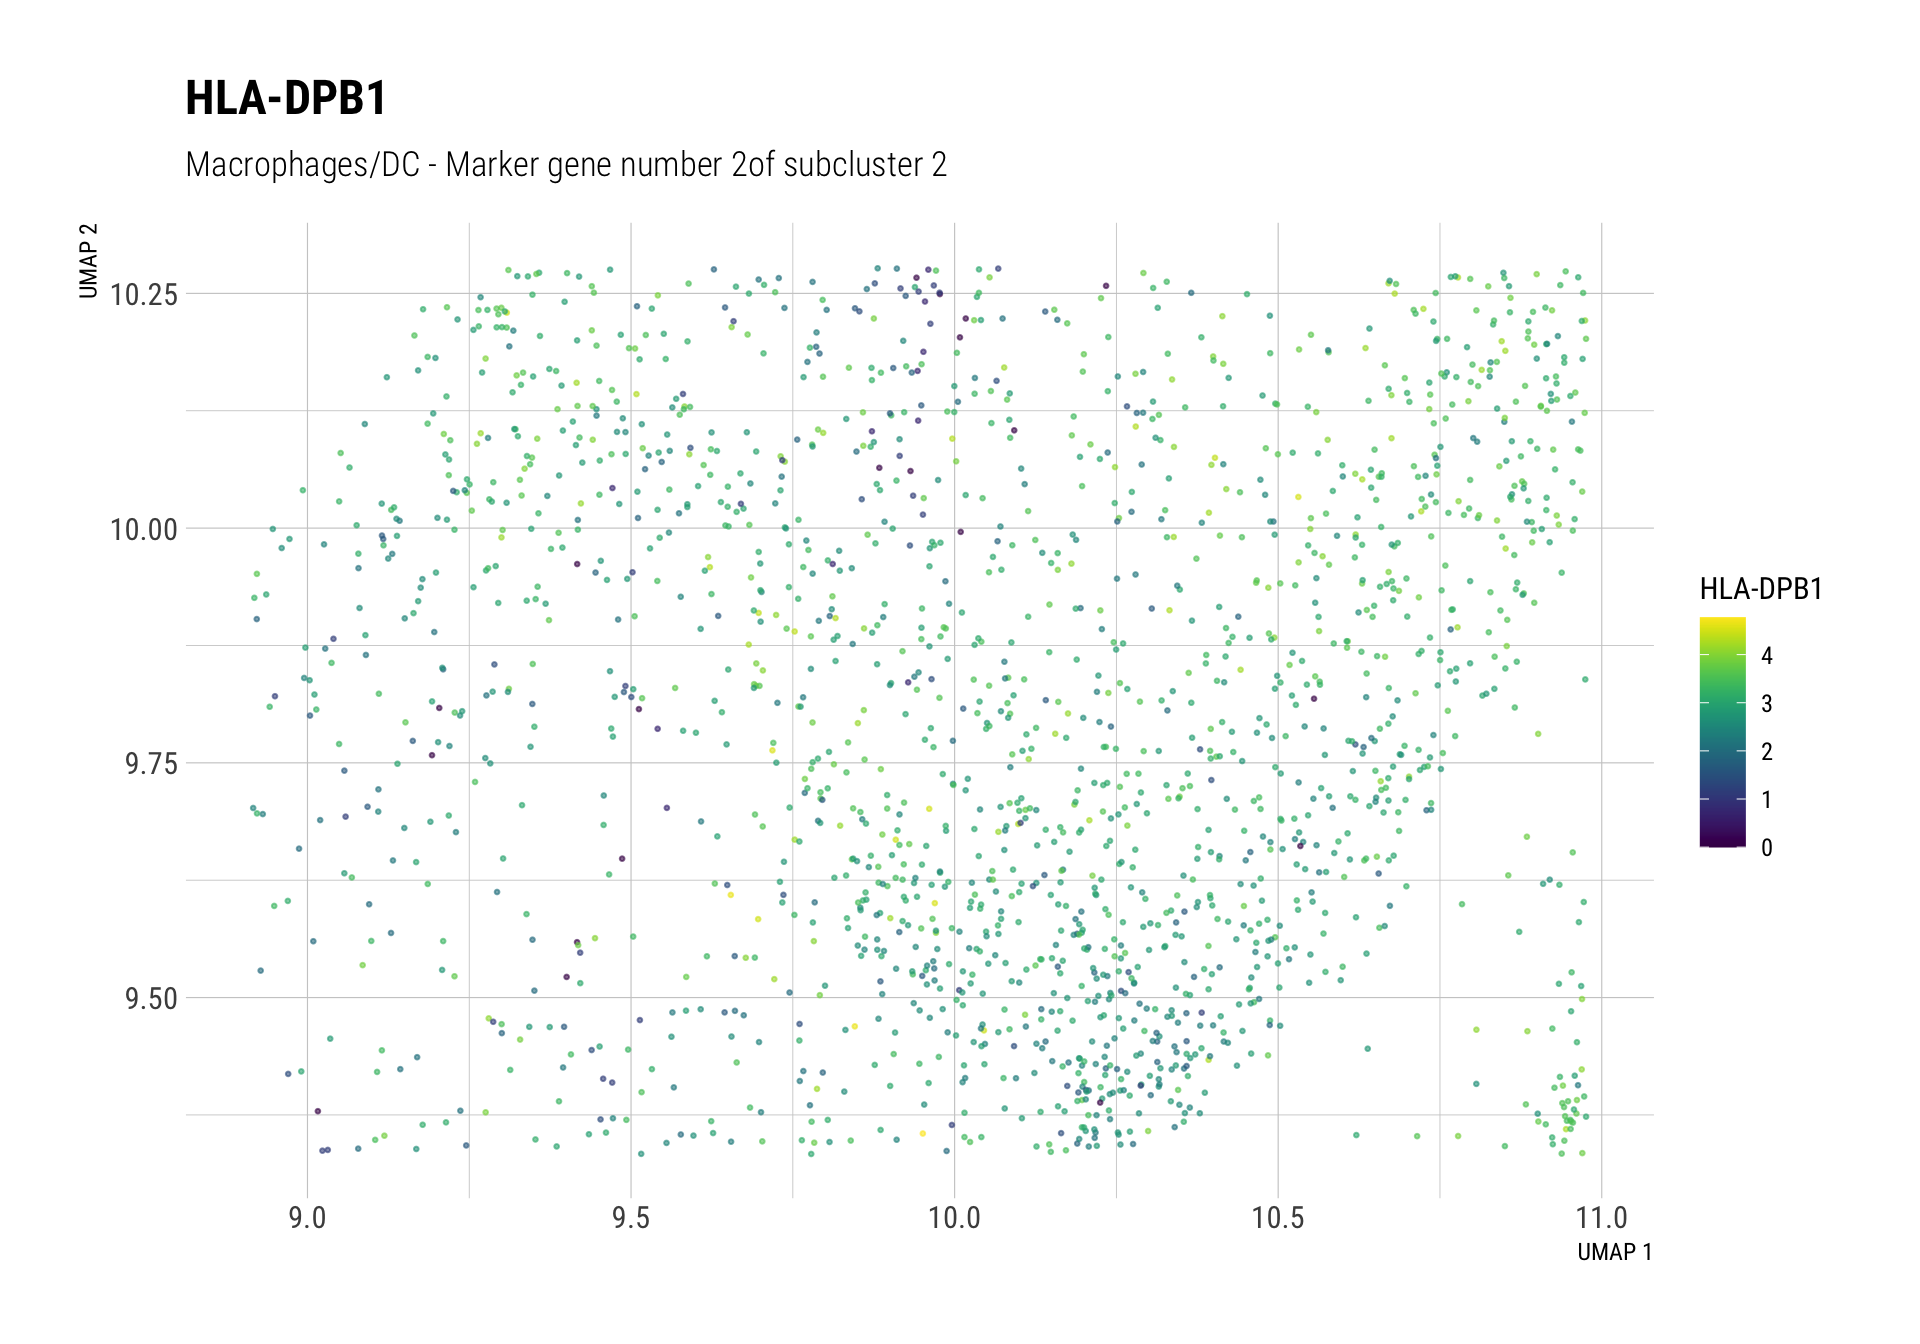 HLA-DPB1
Macrophages/DC - Marker gene number 2of subcluster 2
UMAP 2
10.25
10.00
9.75
9.50
9.0 9.5 10.0 10.5 11.0
UMAP 1
HLA-DPB1
4
3
2
1
0